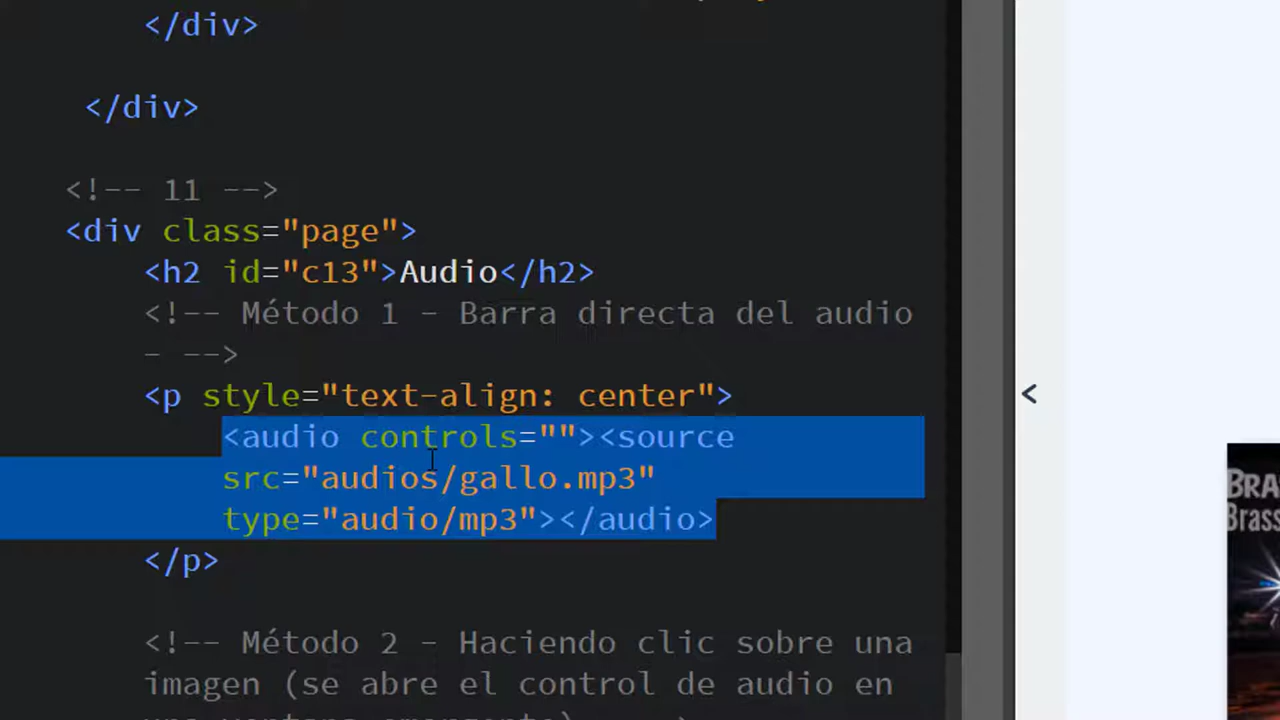 </div>
</div>
<!-- 11 -->
<div class="page">
<h2 id="c13">Audio</h2>
<!-- Método 1 - Barra directa del audio
- -->
<p style="text-align: center">
<audio controls=""><source
src="audios/gallo.mp3"
type="audio/mp3"></audio>
</p>
<!-- Método 2 - Haciendo clic sobre una
imagen (se abre el control de audio en
<